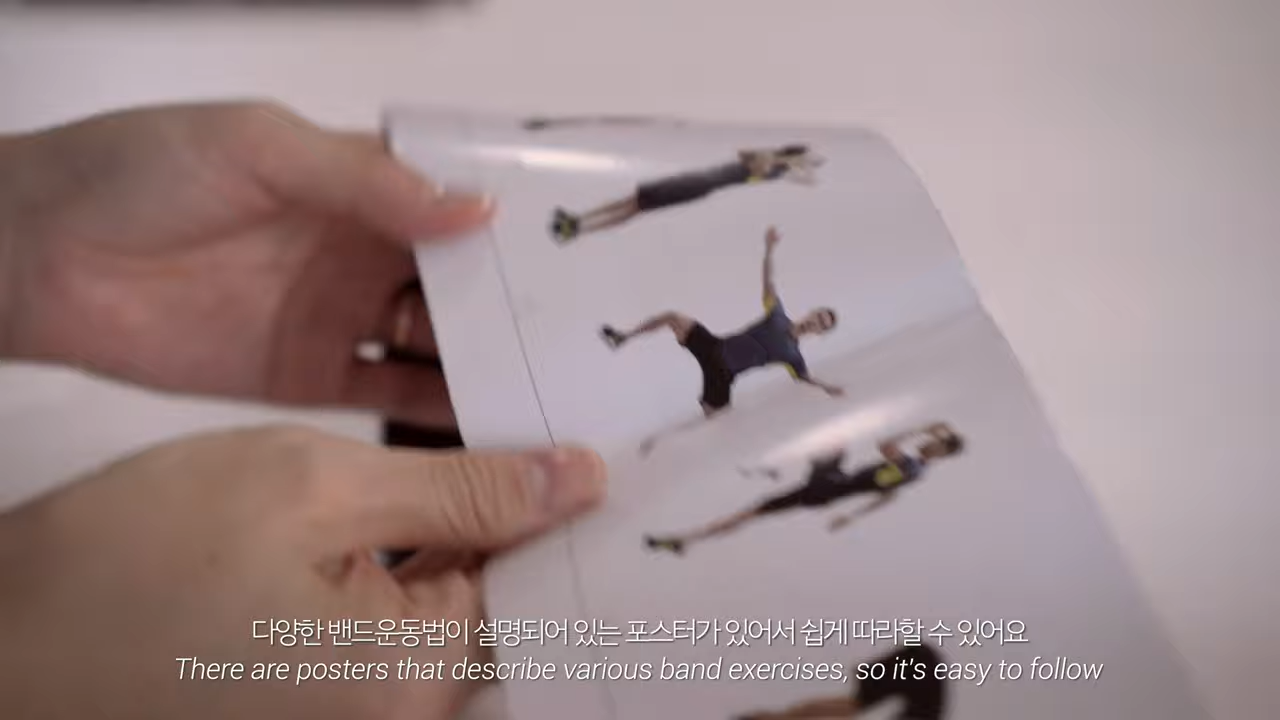 다양한 밴드운동법이 설명되어 있는 포스터가 있어서 쉽게 따라할 수 있어요
There are posters that describe various band exercises, so it's easy to follow